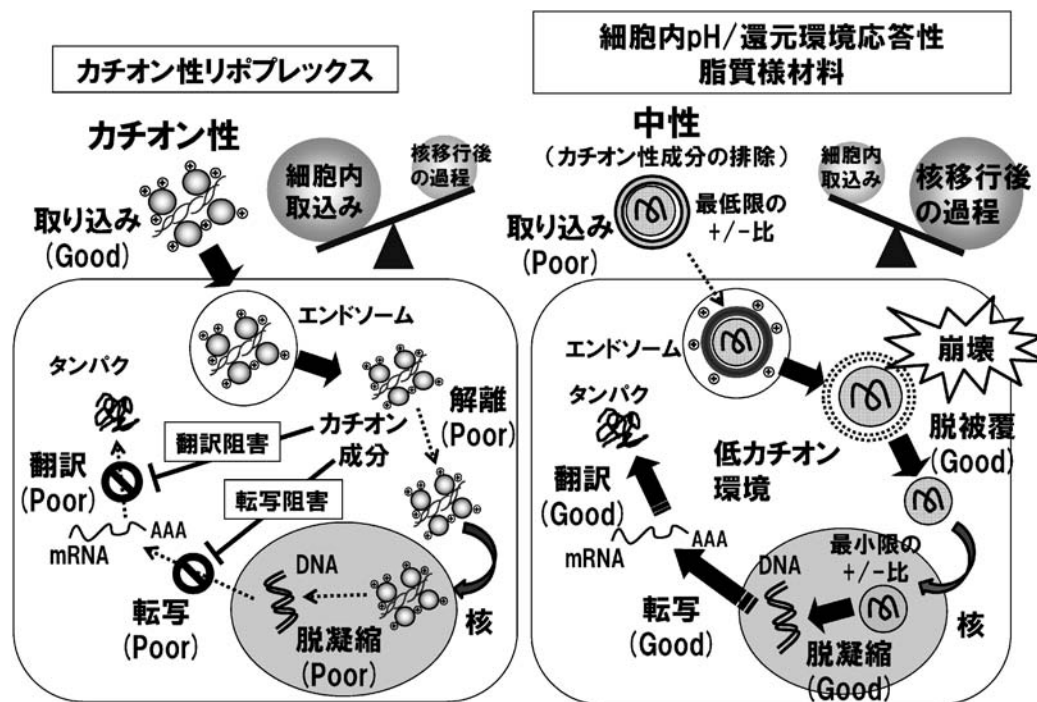 カチオン性リポプレックス
カチオン性
取り込み
(Good)
細胞内
取込み
核移行後
の過程
エンドソーム
タンパク
解離
(Poor)
カチオン
成分
翻訳阻害
転写阻害
翻訳
(Poor)
AAA
mRNA
転写
(Poor)
DNA
脱凝縮
(Poor)
核
細胞内pH/還元環境応答性
脂質様材料
中性
(カチオン性成分の排除)
取り込み
(Poor)
最低限の
+/−比
細胞内
取込み
核移行後
の過程
エンドソーム
崩壊
タンパク
脱被覆
(Good)
低カチオン
環境
翻訳
(Good)
AAA
mRNA
転写
(Good)
最小限の
+/−比
DNA
脱凝縮
(Good)
核